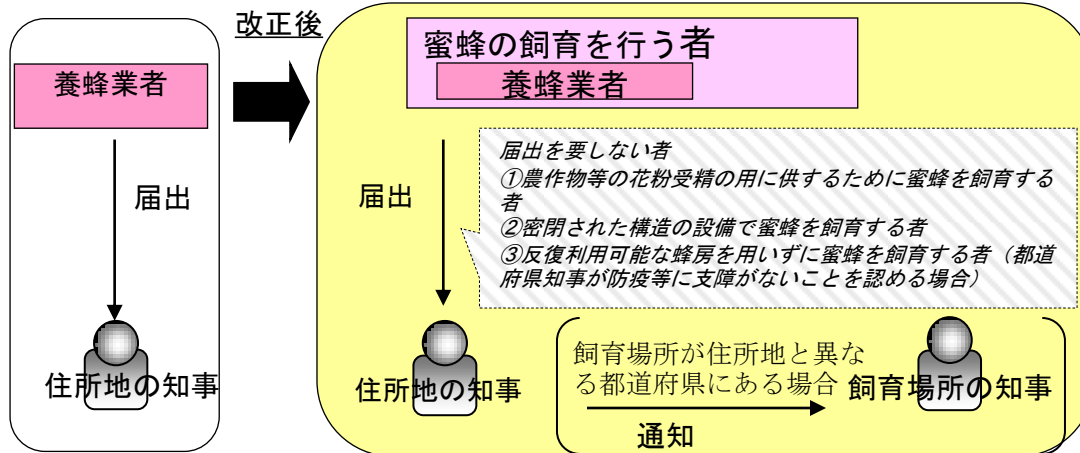 養蜂業者
届出
住所地の知事
改正後
蜜蜂の飼育を行う者
養蜂業者
届出
届出を要しない者
①農作物等の花粉受精の用に供するために蜜蜂を飼育する
者
②密閉された構造の設備で蜜蜂を飼育する者
③反復利用可能な蜂房を用いずに蜜蜂を飼育する者（都道
府県知事が防疫等に支障がないことを認める場合）
住所地の知事
飼育場所が住所地と異な
る都道府県にある場合
通知
飼育場所の知事